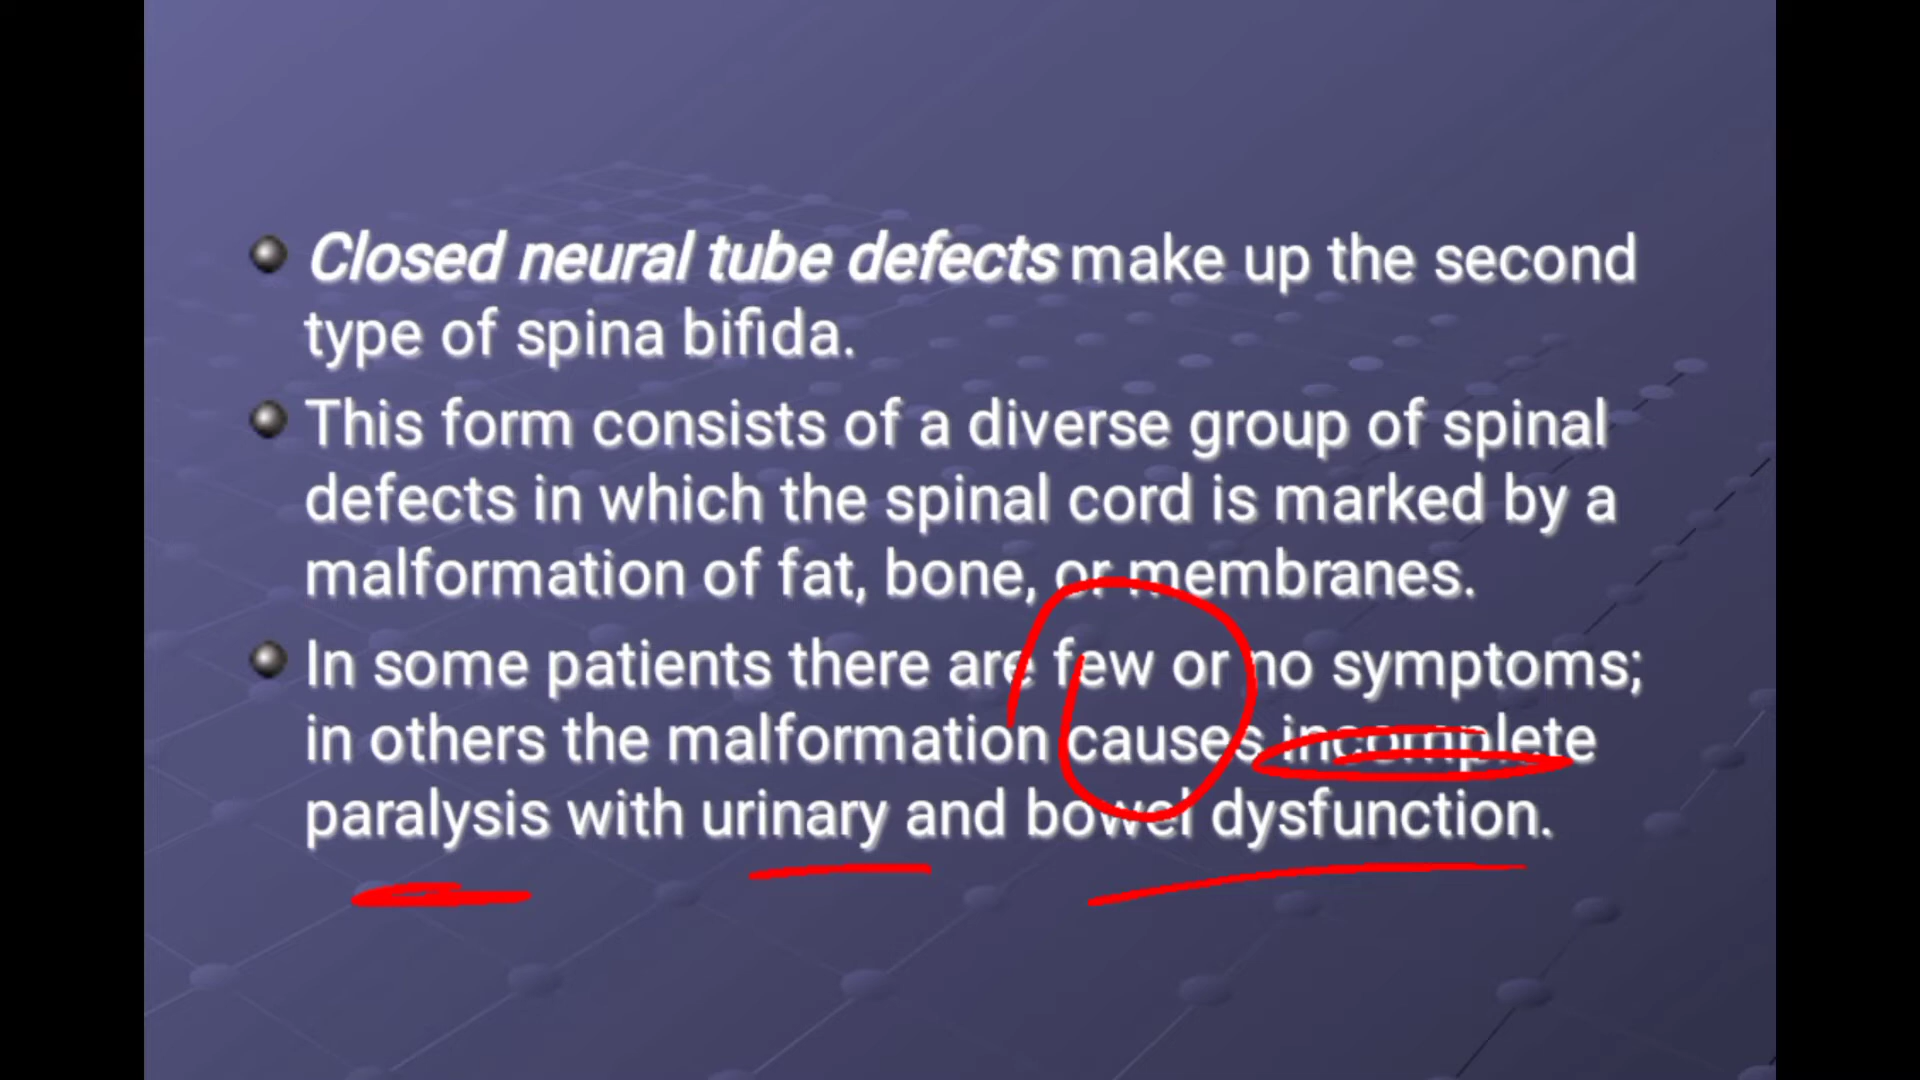 Closed neural tube defects make up the second
type of spina bifida.
This form consists of a diverse group of spinal
defects in which the spinal cord is marked by a
malformation of fat, bone, or membranes.
In some patients there are few or no symptoms;
in others the malformation causes incomplete
paralysis with urinary and bowel dysfunction.